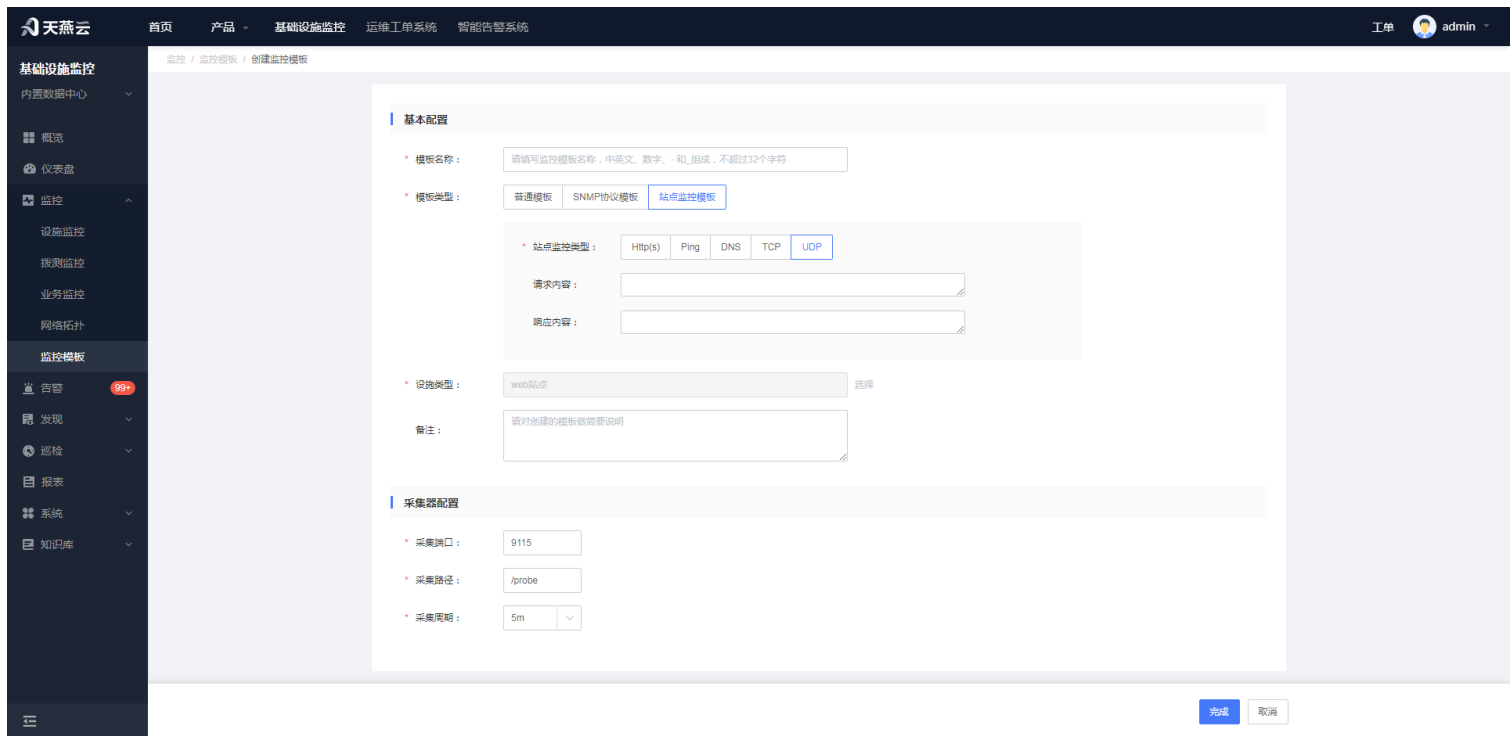 天燕云 首页 产品 基础设施监控 运维工单系统 智能告警系统 工单 admin
基础设施监控
内置数据中心
概览
仪表盘
监控
设施监控
拨测监控
业务监控
网络拓扑
监控模板
告警 99+
发现
巡检
报表
系统
知识库
监控 / 监控模板 / 创建监控模板
基本配置
* 模板名称：
请填写监控模板名称，中英文、数字、- 和_组成，不超过32个字符
* 模板类型：
普通模板 SNMP协议模板 站点监控模板
* 站点监控类型：
Http(s) Ping DNS TCP UDP
请求内容：
响应内容：
* 设施类型：
web站点 选择
备注：
请对创建的模板做简要说明
采集器配置
* 采集端口：
9115
* 采集路径：
/probe
* 采集周期：
5m
完成 取消